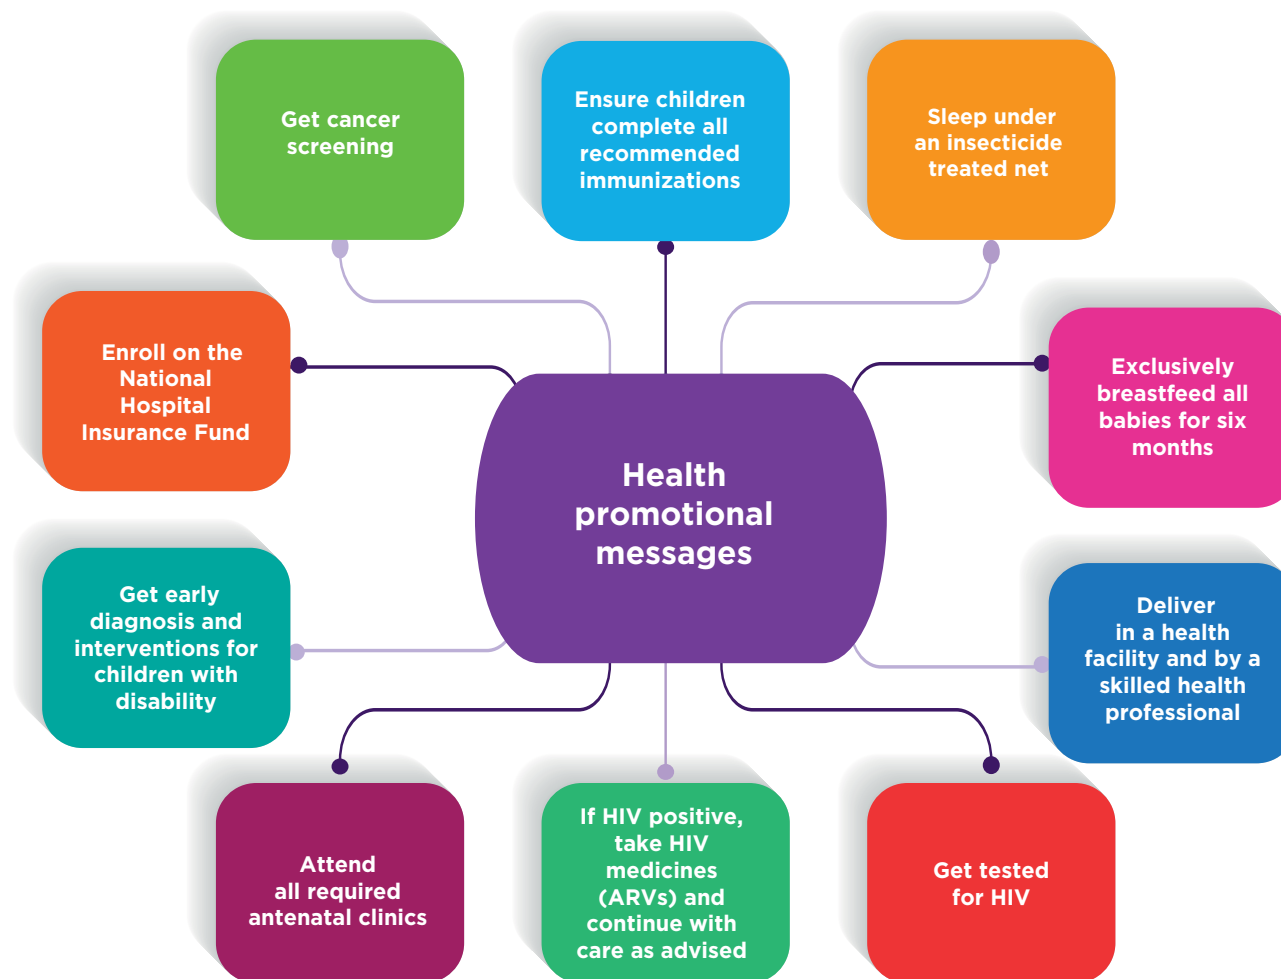 Get cancer
screening
Ensure children
complete all
recommended
immunizations
Sleep under
an insecticide
treated net
Enroll on the
National
Hospital
Insurance Fund
Exclusively
breastfeed all
babies for six
months
Health
promotional
messages
Get early
diagnosis and
interventions for
children with
disability
Deliver
in a health
facility and by a
skilled health
professional
Attend
all required
antenatal clinics
If HIV positive,
take HIV
medicines
(ARVs) and
continue with
care as advised
Get tested
for HIV